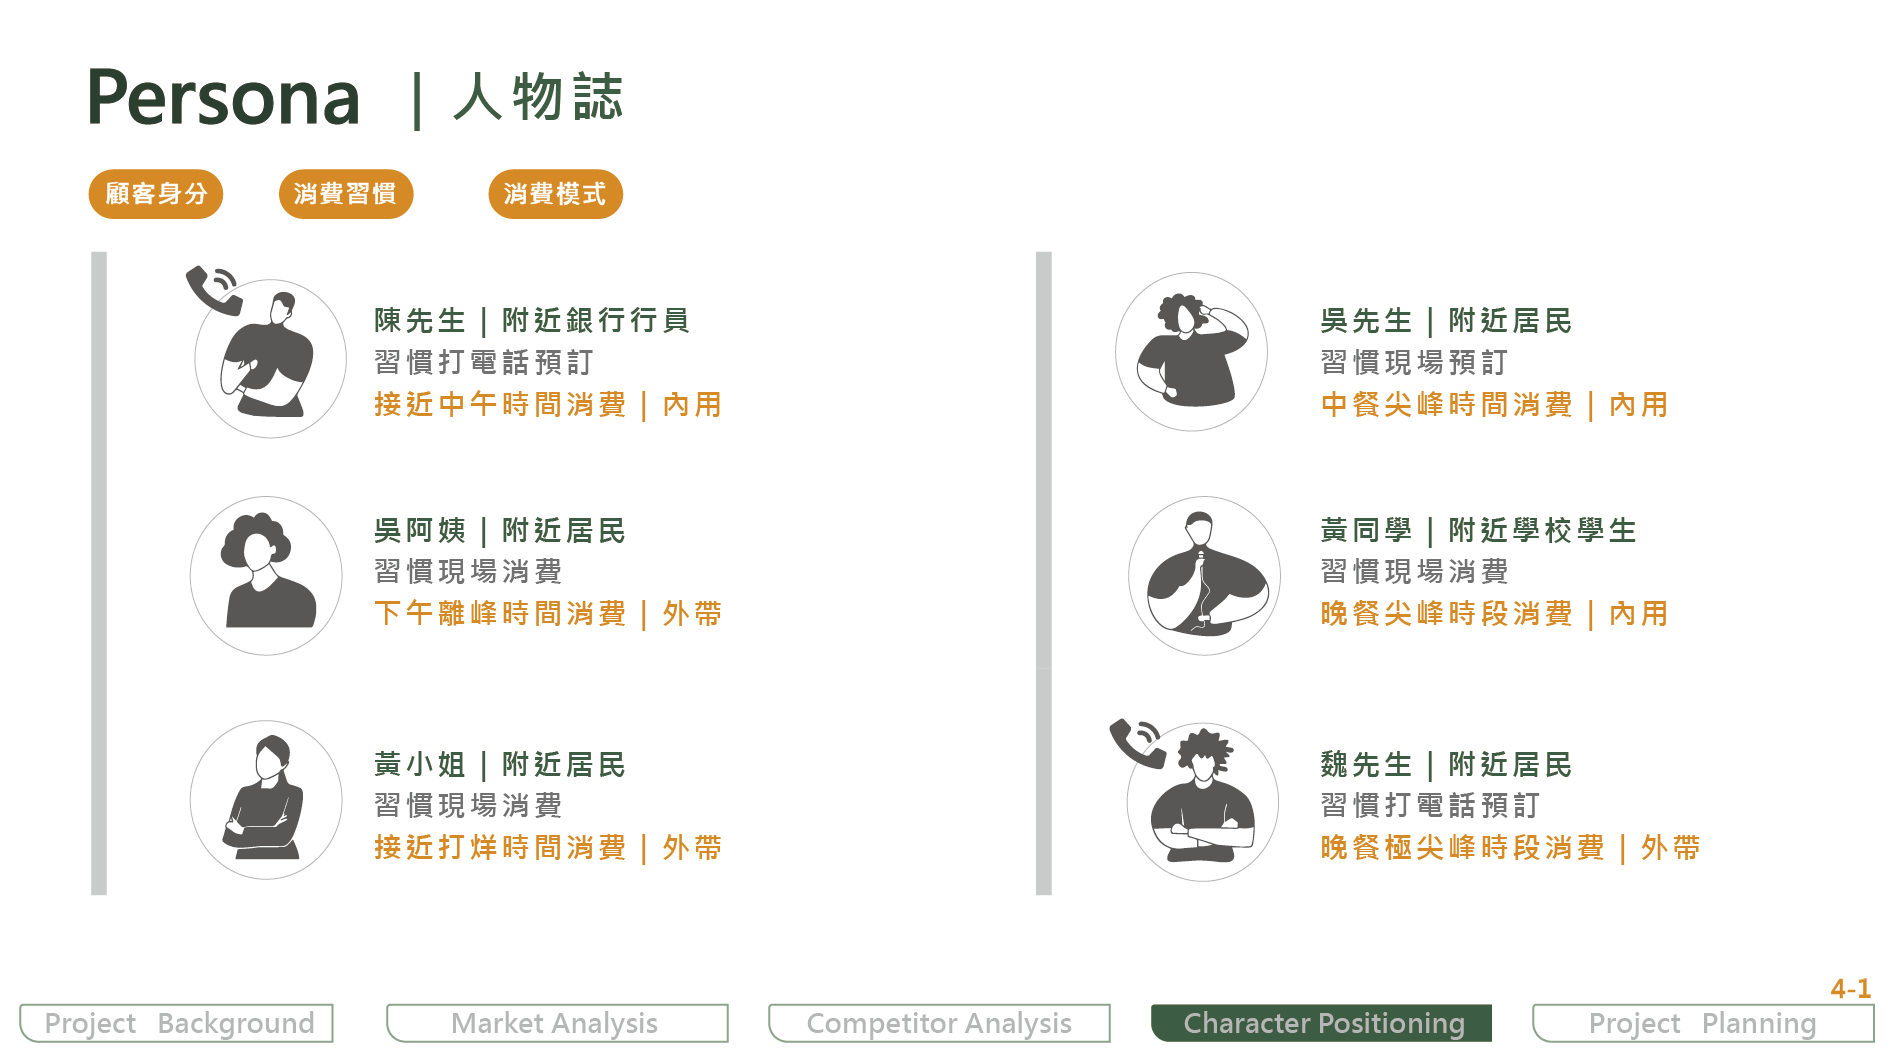 Persona | 人物誌
顧客身分 消費習慣 消費模式
陳先生 | 附近銀行行員
習慣打電話預訂
接近中午時間消費 | 內用
吳阿姨 | 附近居民
習慣現場消費
下午離峰時間消費 | 外帶
黃小姐 | 附近居民
習慣現場消費
接近打烊時間消費 | 外帶
吳先生 | 附近居民
習慣現場預訂
中餐尖峰時間消費 | 內用
黃同學 | 附近學校學生
習慣現場消費
晚餐尖峰時段消費 | 內用
魏先生 | 附近居民
習慣打電話預訂
晚餐極尖峰時段消費 | 外帶
4-1
Project Background
Market Analysis
Competitor Analysis
Character Positioning
Project Planning